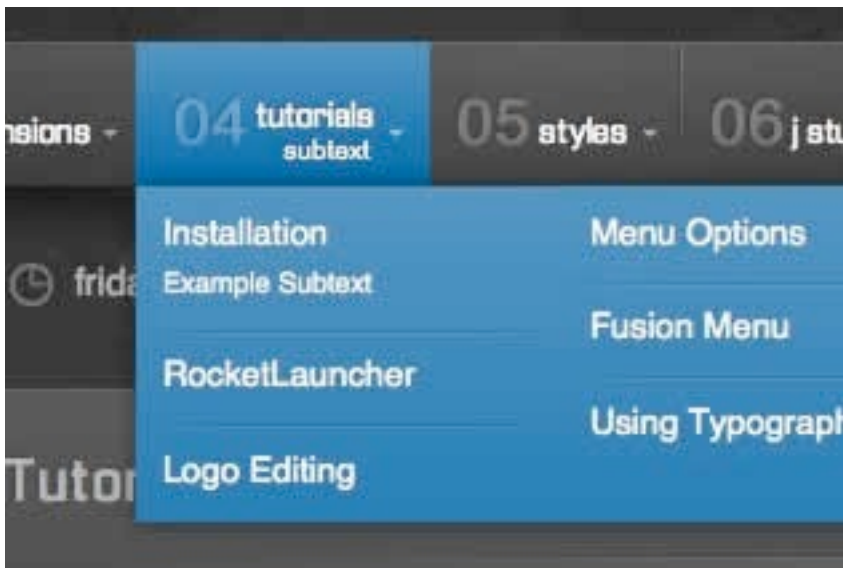 nsions
04 tutorials
subtext
05 styles
06 j stu
Installation
Example Subtext
Menu Options
Fusion Menu
RocketLauncher
Using Typograph
Logo Editing
frida
Tutor